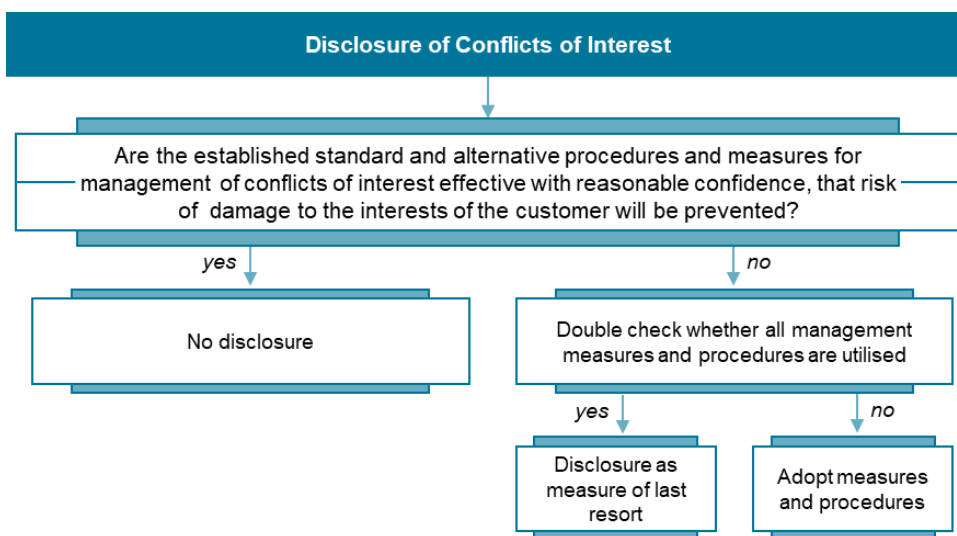 Disclosure of Conflicts of Interest
Are the established standard and alternative procedures and measures for
management of conflicts of interest effective with reasonable confidence, that risk
of damage to the interests of the customer will be prevented?
yes
no
No disclosure
Double check whether all management
measures and procedures are utilised
yes
no
Disclosure as
measure of last
resort
Adopt measures
and procedures